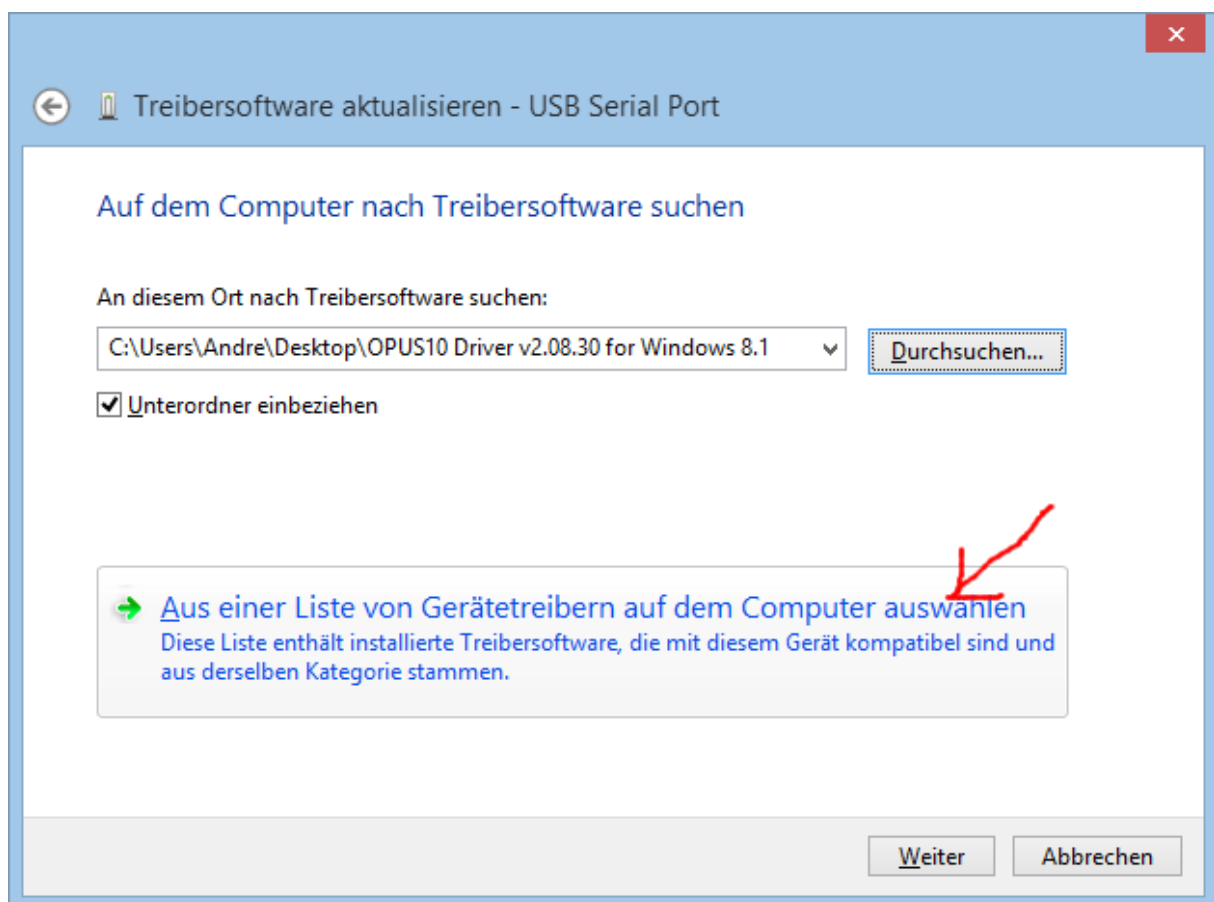 Treibersoftware aktualisieren - USB Serial Port
Auf dem Computer nach Treibersoftware suchen
An diesem Ort nach Treibersoftware suchen:
C:\Users\Andre\Desktop\OPUS10 Driver v2.08.30 for Windows 8.1
Durchsuchen...
Unterordner einbeziehen
Aus einer Liste von Gerätetreibern auf dem Computer auswählen
Diese Liste enthält installierte Treibersoftware, die mit diesem Gerät kompatibel sind und
aus derselben Kategorie stammen.
Weiter
Abbrechen